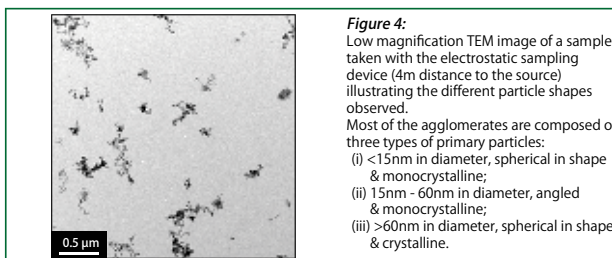 Figure 4:
Low magnification TEM image of a sample
taken with the electrostatic sampling
device (4m distance to the source)
illustrating the different particle shapes
observed.
Most of the agglomerates are composed o
three types of primary particles:
(i) <15nm in diameter, spherical in shape
& monocrystalline;
(ii) 15nm - 60nm in diameter, angled
& monocrystalline;
(iii) >60nm in diameter, spherical in shape
& crystalline.
0.5 µm